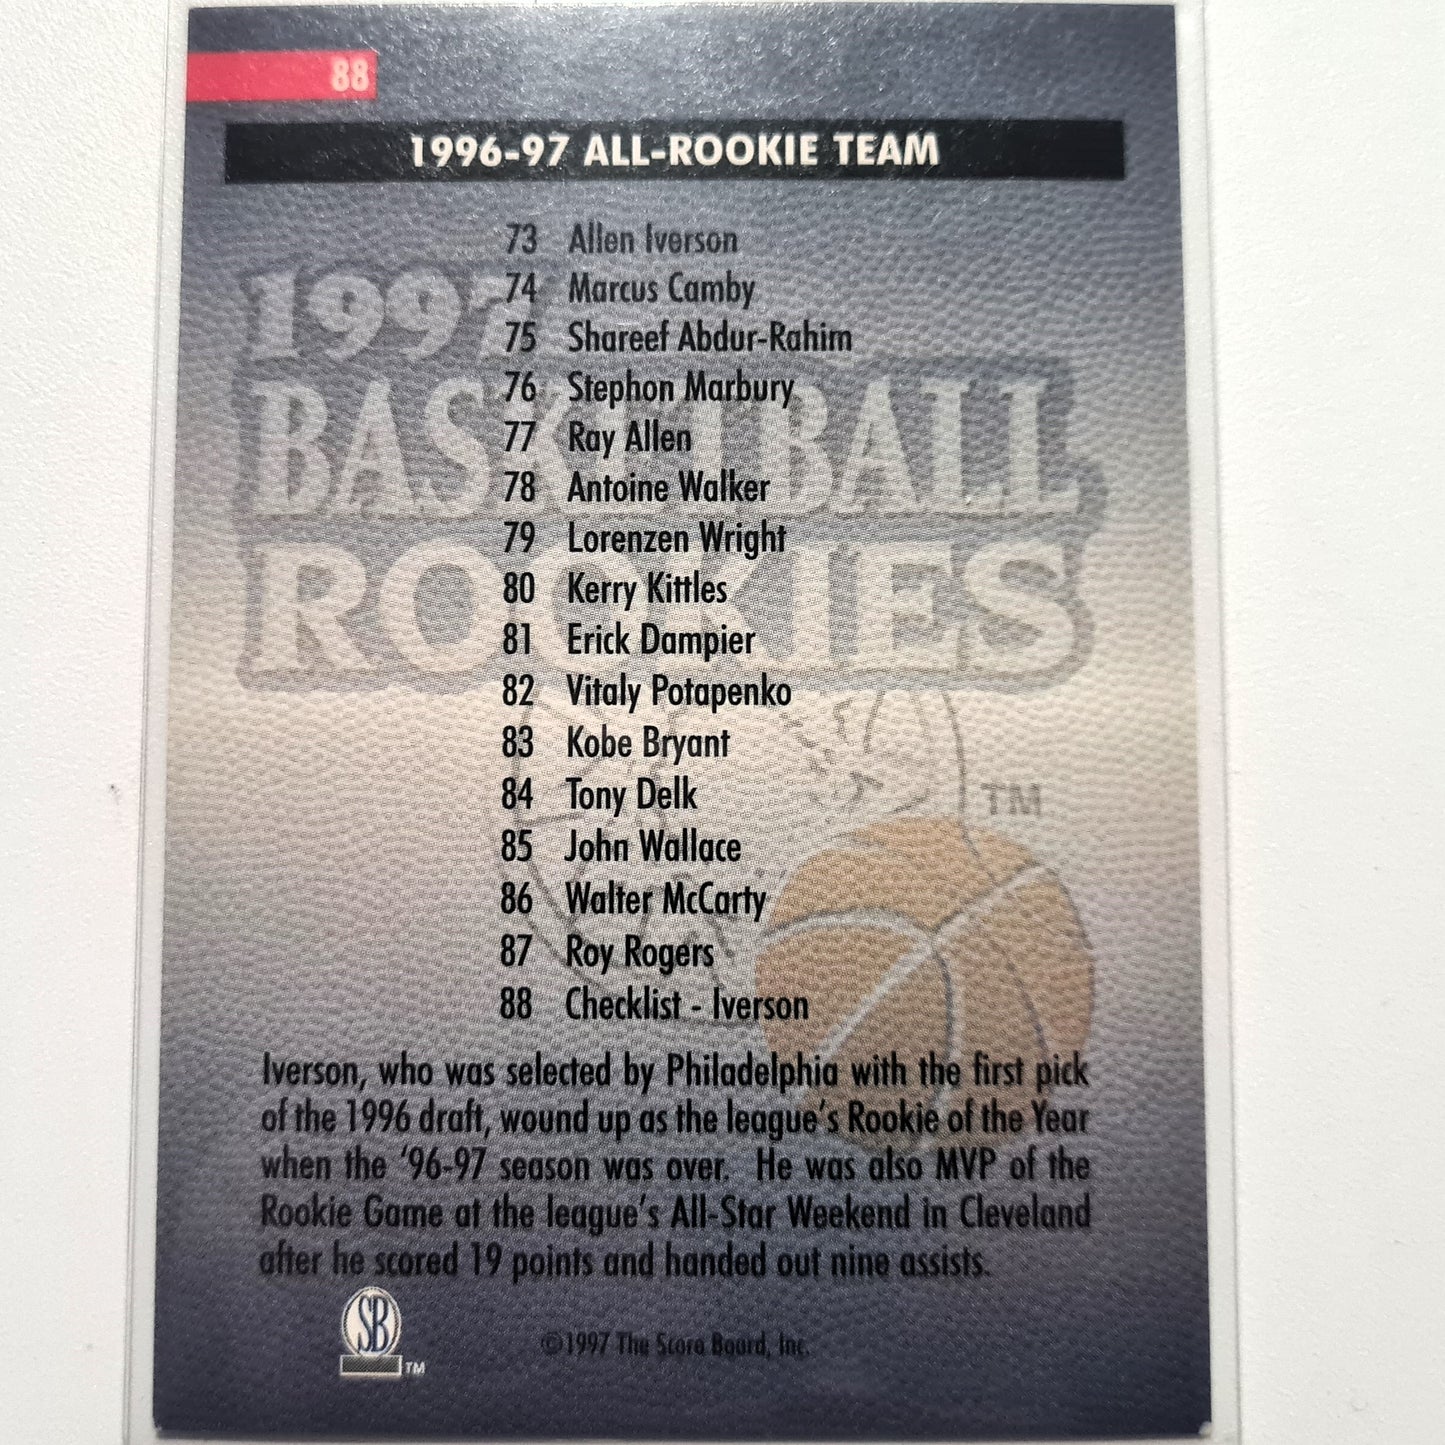 88
1996-97 ALL-ROOKIE TEAM
73 Allen Iverson
74 Marcus Camby
75 Shareef Abdur-Rahim
76 Stephon Marbury
77 Ray Allen
78 Antoine Walker
79 Lorenzen Wright
80 Kerry Kittles
81 Erick Dampier
82 Vitaly Potapenko
83 Kobe Bryant
84 Tony Delk
85 John Wallace
86 Walter McCarty
87 Roy Rogers
88 Checklist - Iverson
1997
BASKETBALL
ROOKIES
TM
Iverson, who was selected by Philadelphia with the first pick
of the 1996 draft, wound up as the league's Rookie of the Year
when the '96-97 season was over. He was also MVP of the
Rookie Game at the league's All-Star Weekend in Cleveland
after he scored 19 points and handed out nine assists.
SB
TM
©1997 The Score Board, Inc.